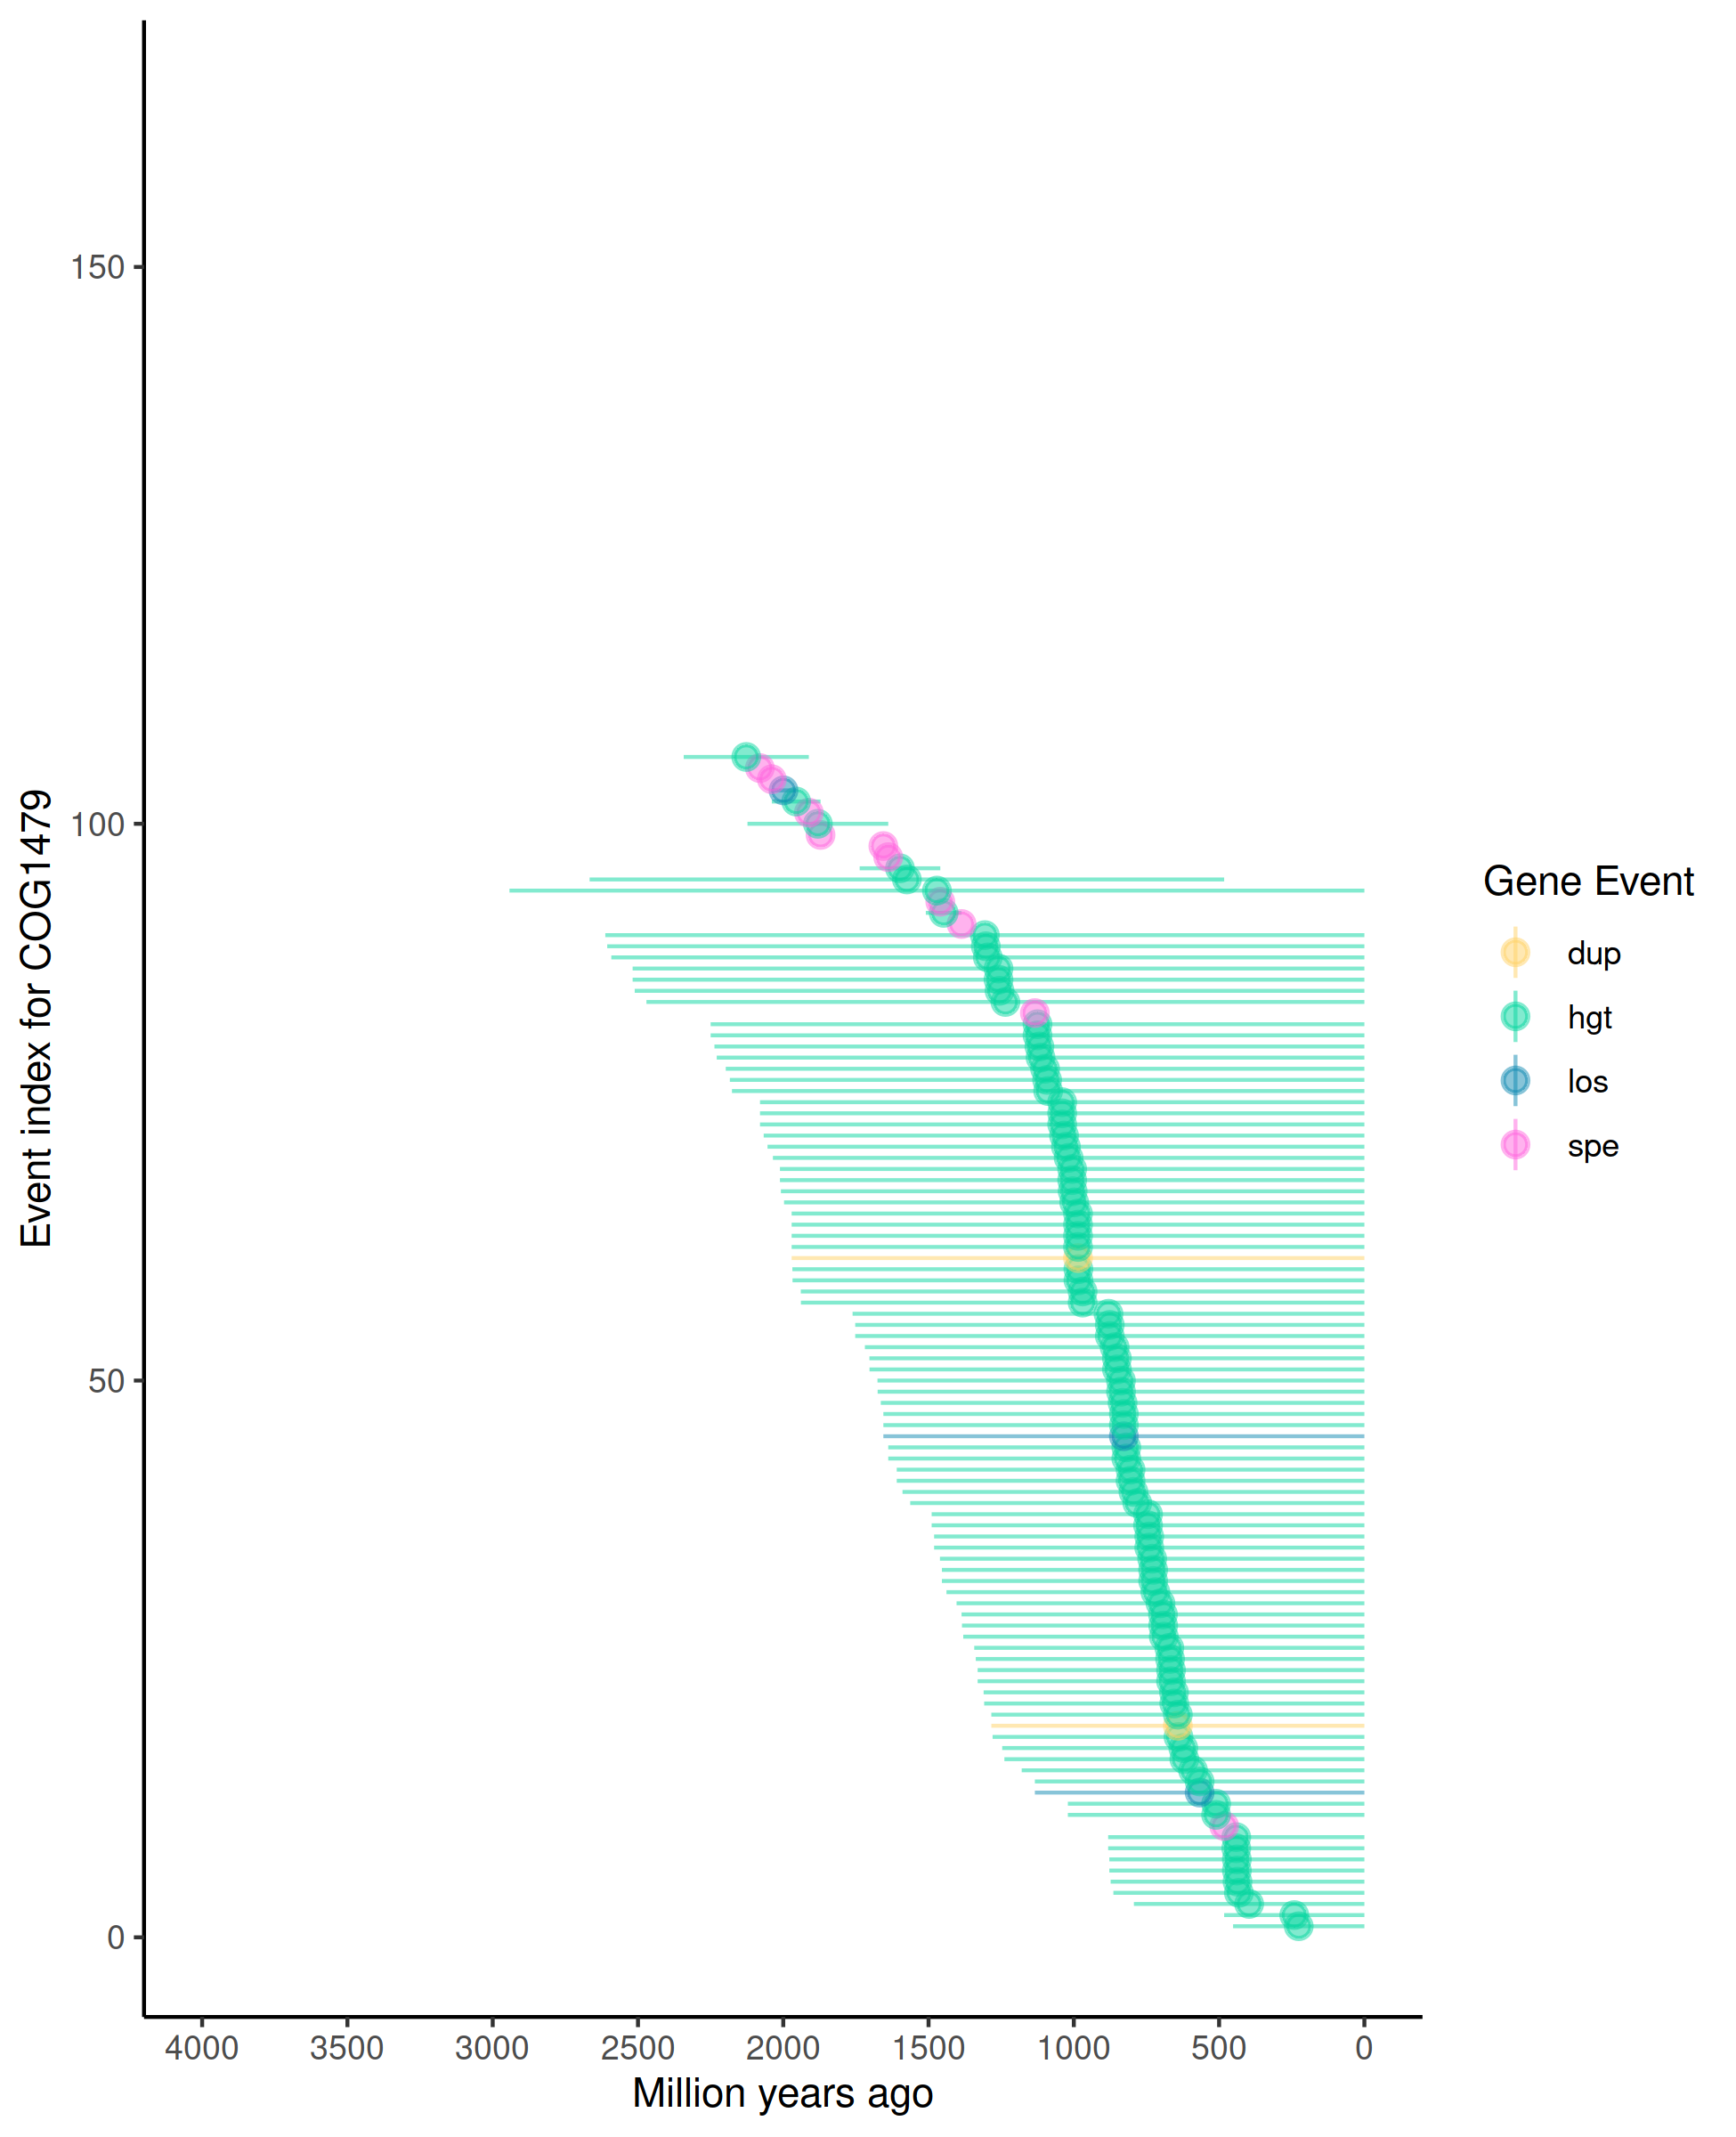 Event index for COG1479
150
100
50
0
4000 3500 3000 2500 2000 1500 1000 500 0
Million years ago
Gene Event
dup
hgt
los
spe